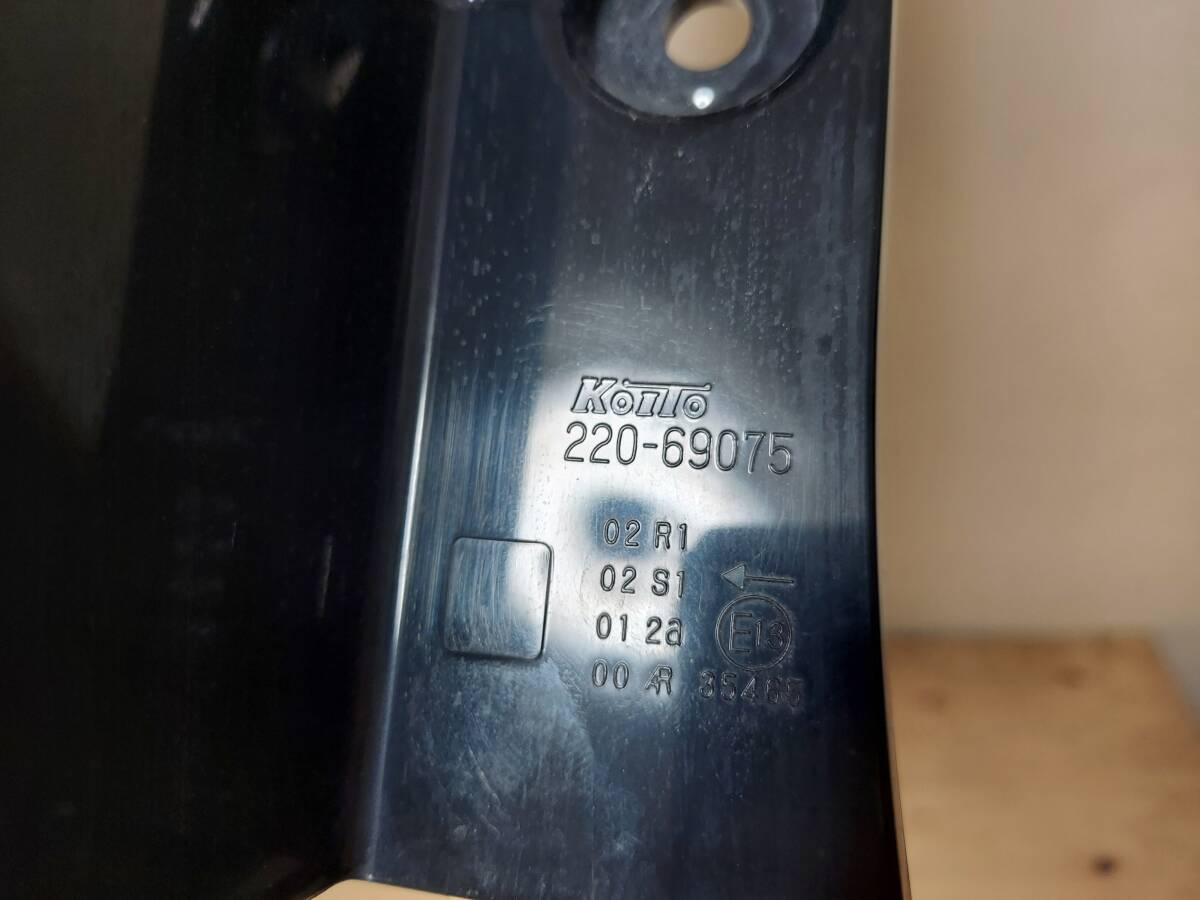 KOITO
220-69075
02 R1
02 S1
01 2a
E13
00 AR 35465